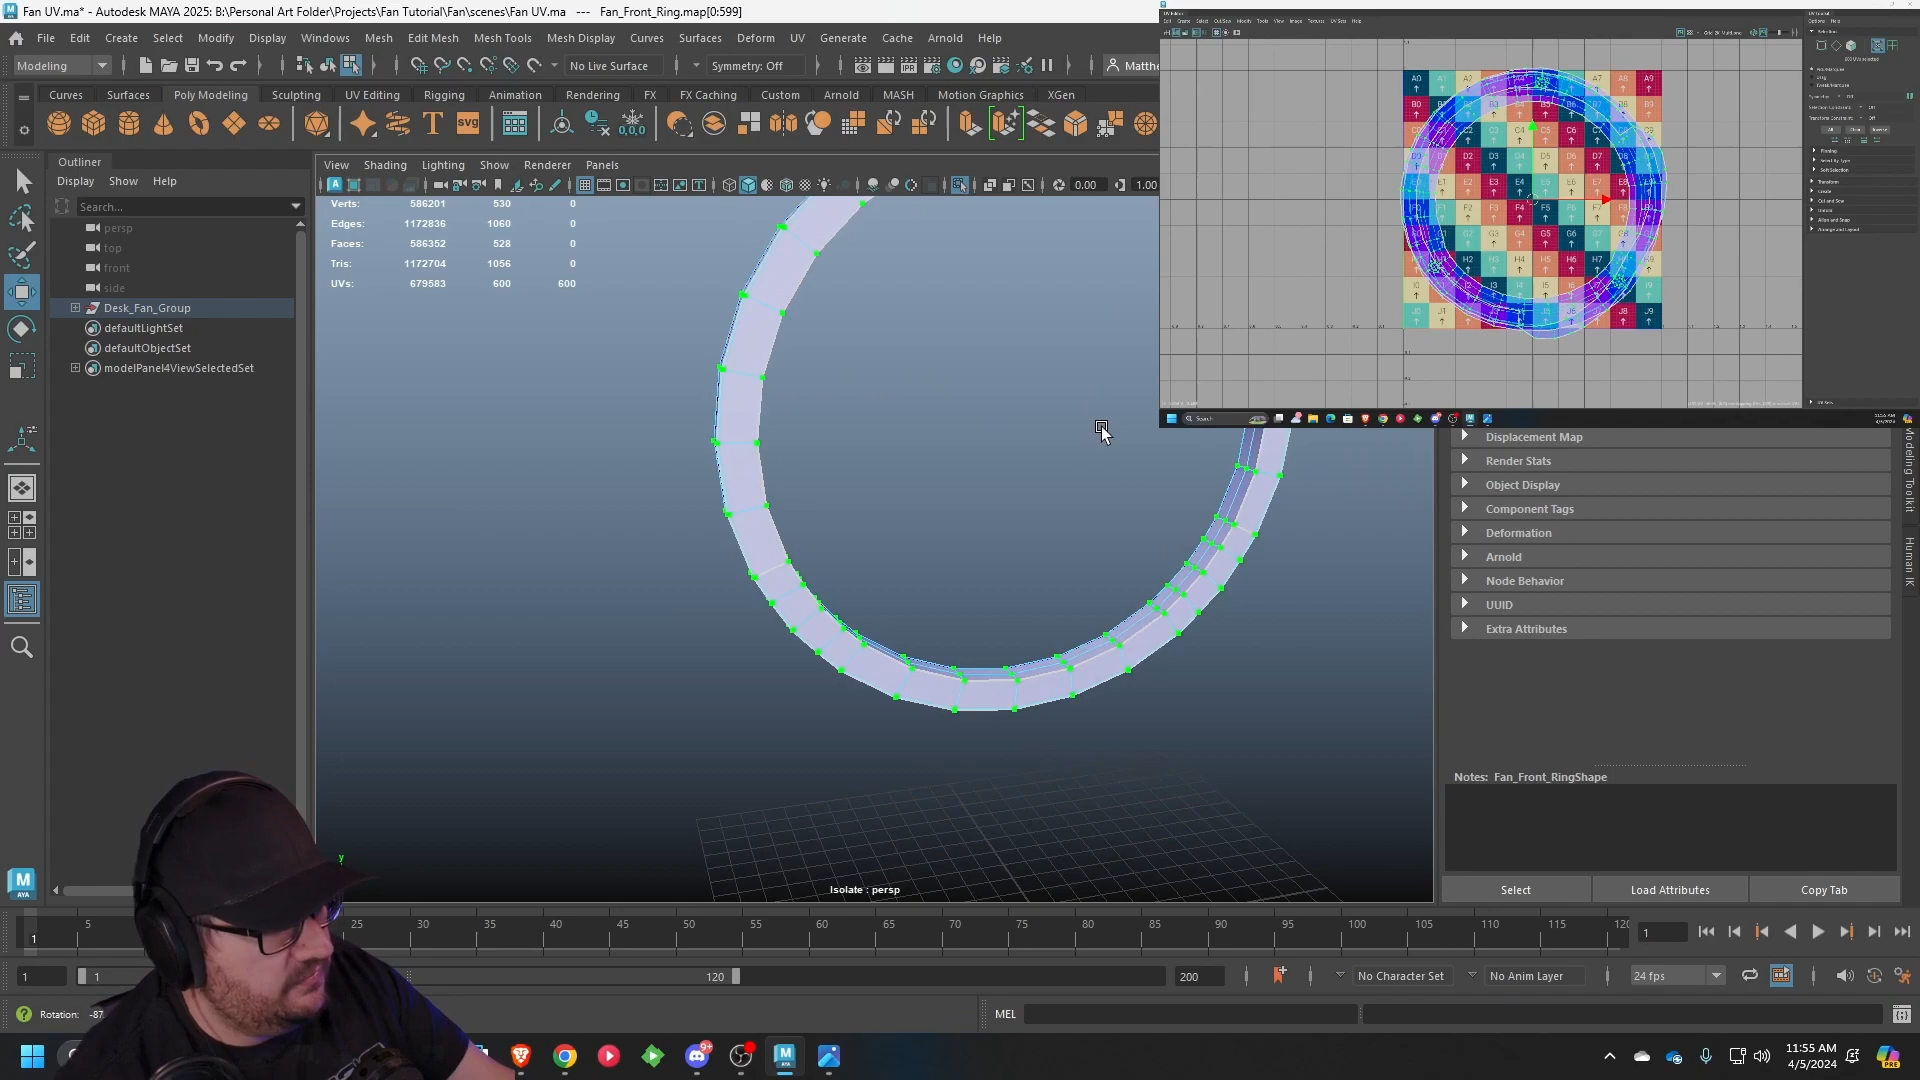 Fan UV.ma* - Autodesk MAYA 2025: B:\Personal Art Folder\Projects\Fan Tutorial\Fan\scenes\Fan UV.ma --- Fan_Front_Ring.map[0:599]
File Edit Create Select Modify Display Windows Mesh Edit Mesh Mesh Tools Mesh Display Curves Surfaces Deform UV Generate Cache Arnold Help
Modeling No Live Surface Symmetry: Off Matthe
Curves Surfaces Poly Modeling Sculpting UV Editing Rigging Animation Rendering FX FX Caching Custom Arnold MASH Motion Graphics XGen
Outliner
Display Show Help
Search...
persp
top
front
side
Desk_Fan_Group
defaultLightSet
defaultObjectSet
modelPanel4ViewSelectedSet
View Shading Lighting Show Renderer Panels
0.00 1.00
Verts: 586201 530 0
Edges: 1172836 1060 0
Faces: 586352 528 0
Tris: 1172704 1056 0
UVs: 679583 600 600
y
Isolate : persp
Displacement Map
Render Stats
Object Display
Component Tags
Deformation
Arnold
Node Behavior
UUID
Extra Attributes
Notes: Fan_Front_RingShape
Select Load Attributes Copy Tab
Modeling Toolkit
Human IK
1 5 25 30 35 40 45 50 55 60 65 70 75 80 85 90 95 100 105 110 115 120
1
1 1 120 200 No Character Set No Anim Layer 24 fps
Rotation: -87
MEL
9+
11:55 AM
4/5/2024
PRE